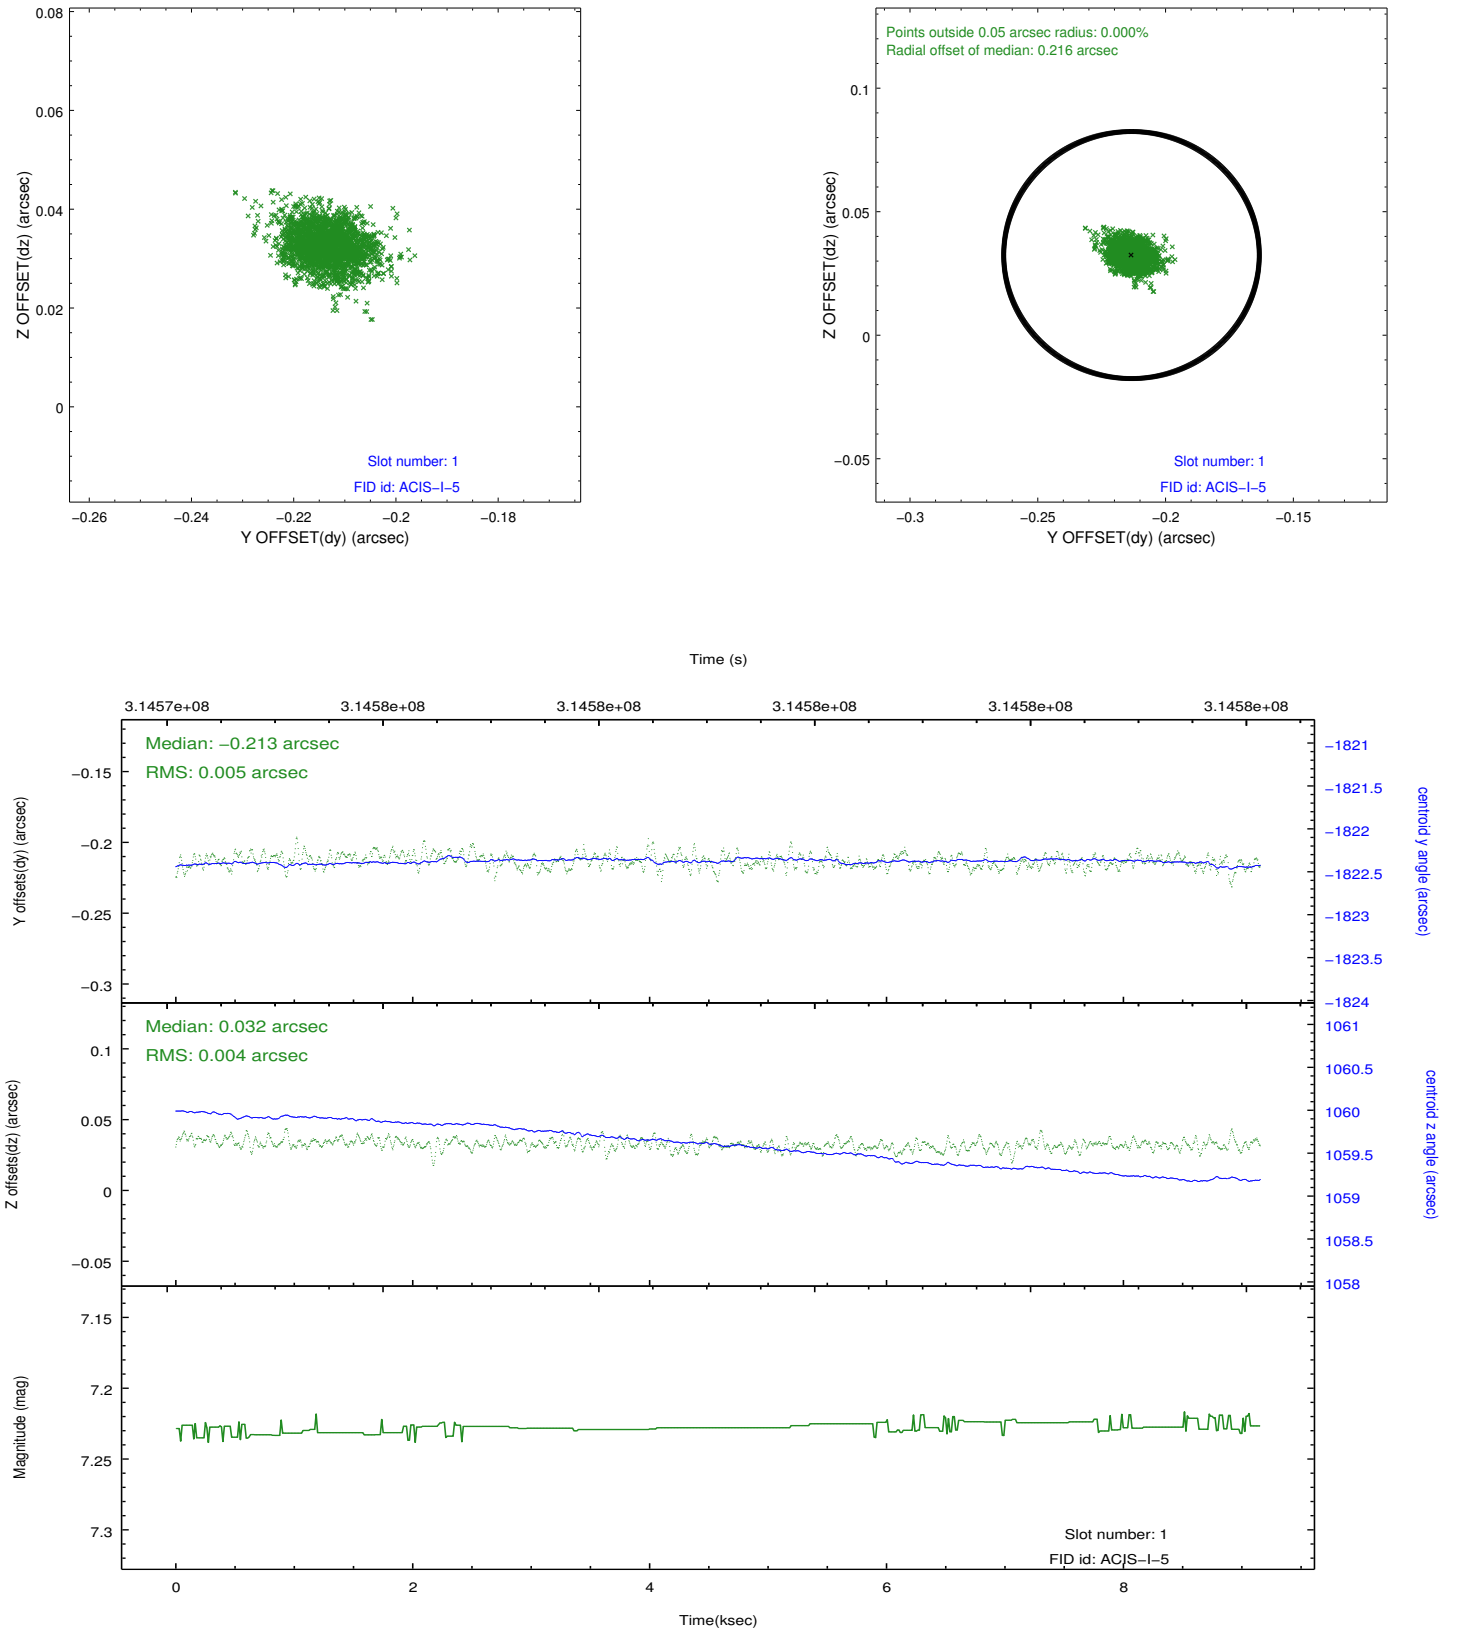 0.08
0.06
0.04
0.02
0
Z OFFSET(dz) (arcsec)
Slot number: 1
FID id: ACIS−I−5
−0.26 −0.24 −0.22 −0.2 −0.18
Y OFFSET(dy) (arcsec)
Points outside 0.05 arcsec radius: 0.000%
Radial offset of median: 0.216 arcsec
0.1
0.05
0
−0.05
Z OFFSET(dz) (arcsec)
Slot number: 1
FID id: ACIS−I−5
−0.3 −0.25 −0.2 −0.15
Y OFFSET(dy) (arcsec)
Time (s)
3.1457e+08 3.1458e+08 3.1458e+08 3.1458e+08 3.1458e+08 3.1458e+08
Median: −0.213 arcsec
RMS: 0.005 arcsec
−0.15
−0.2
−0.25
−0.3
Y offsets(dy) (arcsec)
−1821
−1821.5
−1822
−1822.5
−1823
−1823.5
−1824
centroid y angle (arcsec)
Median: 0.032 arcsec
RMS: 0.004 arcsec
0.1
0.05
0
−0.05
Z offsets(dz) (arcsec)
1061
1060.5
1060
1059.5
1059
1058.5
1058
centroid z angle (arcsec)
7.15
7.2
7.25
7.3
Magnitude (mag)
Slot number: 1
FID id: ACIS−I−5
0 2 4 6 8
Time(ksec)